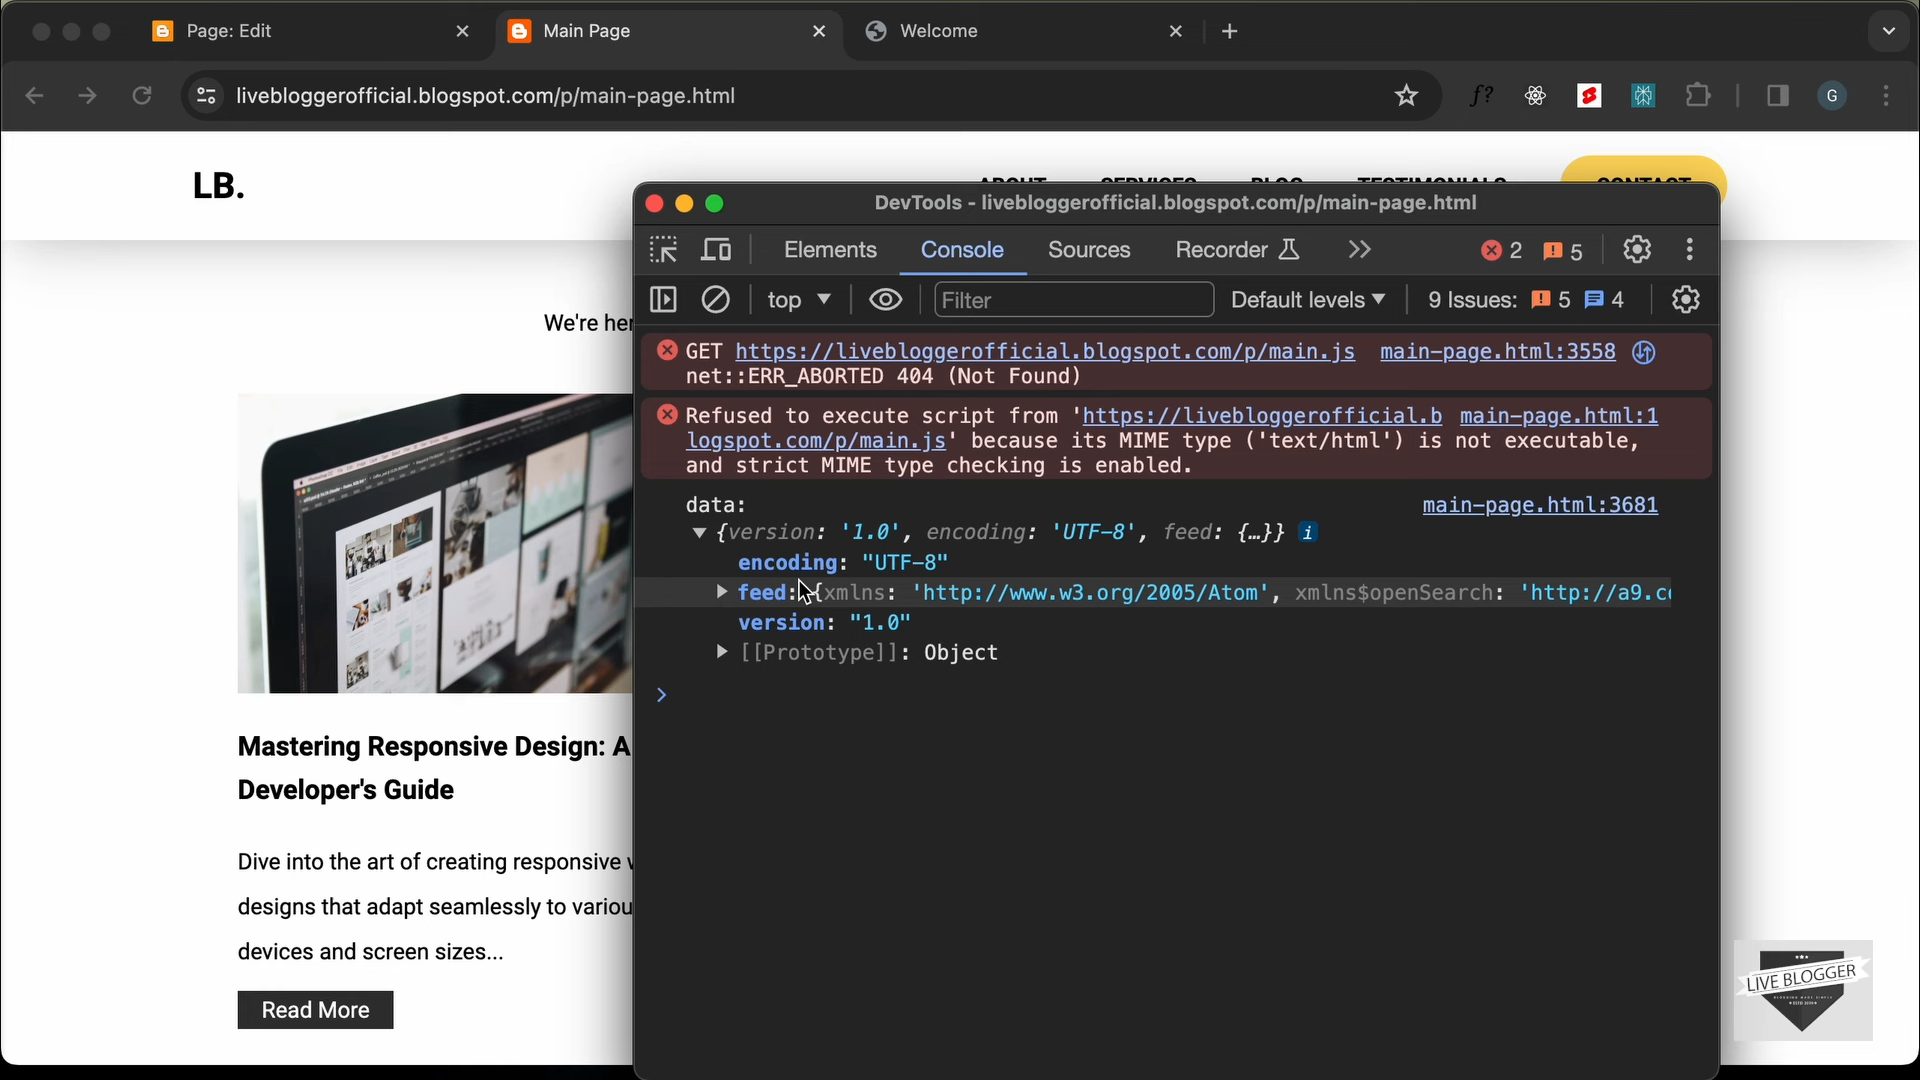 Page: Edit
Main Page
Welcome
livebloggerofficial.blogspot.com/p/main-page.html
f?
G
LB.
ABOUT SERVICES BLOG TESTIMONIALS CONTACT
DevTools - livebloggerofficial.blogspot.com/p/main-page.html
Elements Console Sources Recorder 2 5
top Filter Default levels 9 Issues: 5 4
We're her
GET https://livebloggerofficial.blogspot.com/p/main.js main-page.html:3558
net::ERR_ABORTED 404 (Not Found)
Refused to execute script from 'https://livebloggerofficial.b main-page.html:1
logspot.com/p/main.js' because its MIME type ('text/html') is not executable,
and strict MIME type checking is enabled.
data: main-page.html:3681
{version: '1.0', encoding: 'UTF-8', feed: {…}} i
encoding: "UTF-8"
feed: {xmlns: 'http://www.w3.org/2005/Atom', xmlns$openSearch: 'http://a9.co
version: "1.0"
[[Prototype]]: Object
Mastering Responsive Design: A
Developer's Guide
Dive into the art of creating responsive w
designs that adapt seamlessly to variou
devices and screen sizes...
Read More
LIVE BLOGGER